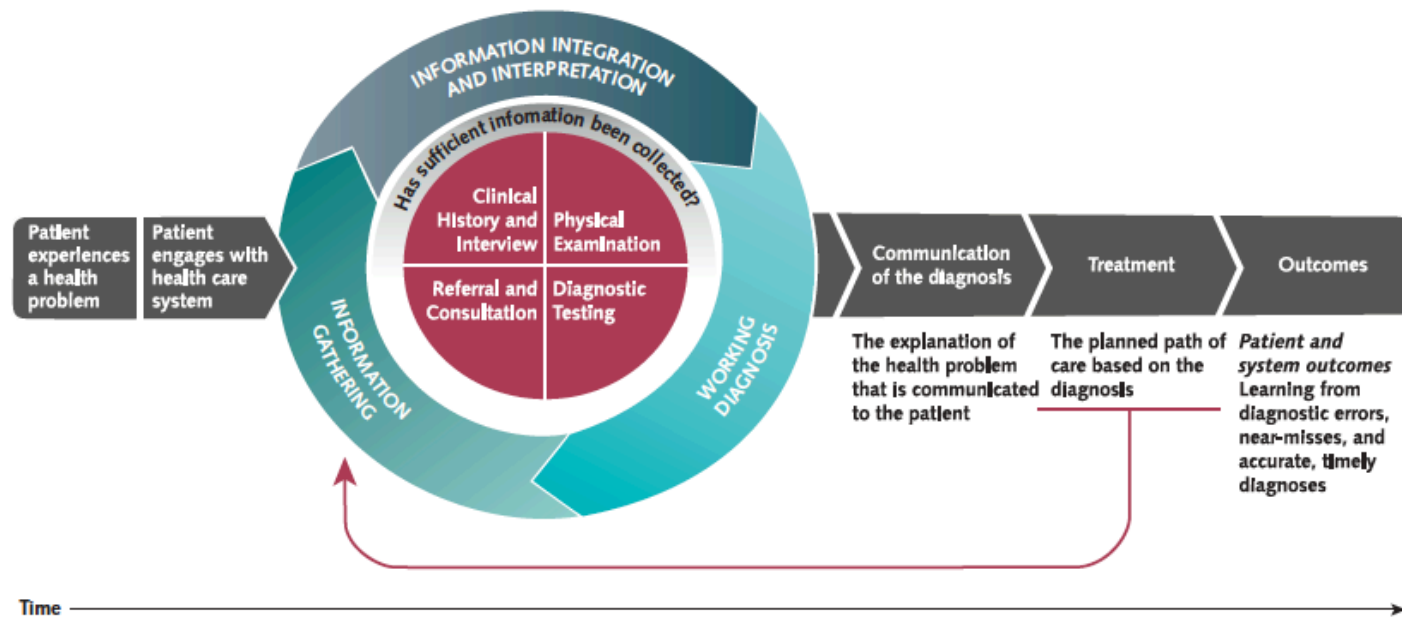 INFORMATION INTEGRATION
AND INTERPRETATION
Has sufficient infomation been collected?
Clinical
History and
Interview
Physical
Examination
Referral and
Consultation
Diagnostic
Testing
INFORMATION
GATHERING
WORKING
DIAGNOSIS
Patient
experiences
a health
problem
Patient
engages with
health care
system
Communication
of the diagnosis
Treatment
Outcomes
The explanation of
the health problem
that is communicated
to the patient
The planned path of
care based on the
diagnosis
Patient and
system outcomes
Learning from
diagnostic errors,
near-misses, and
accurate, timely
diagnoses
Time